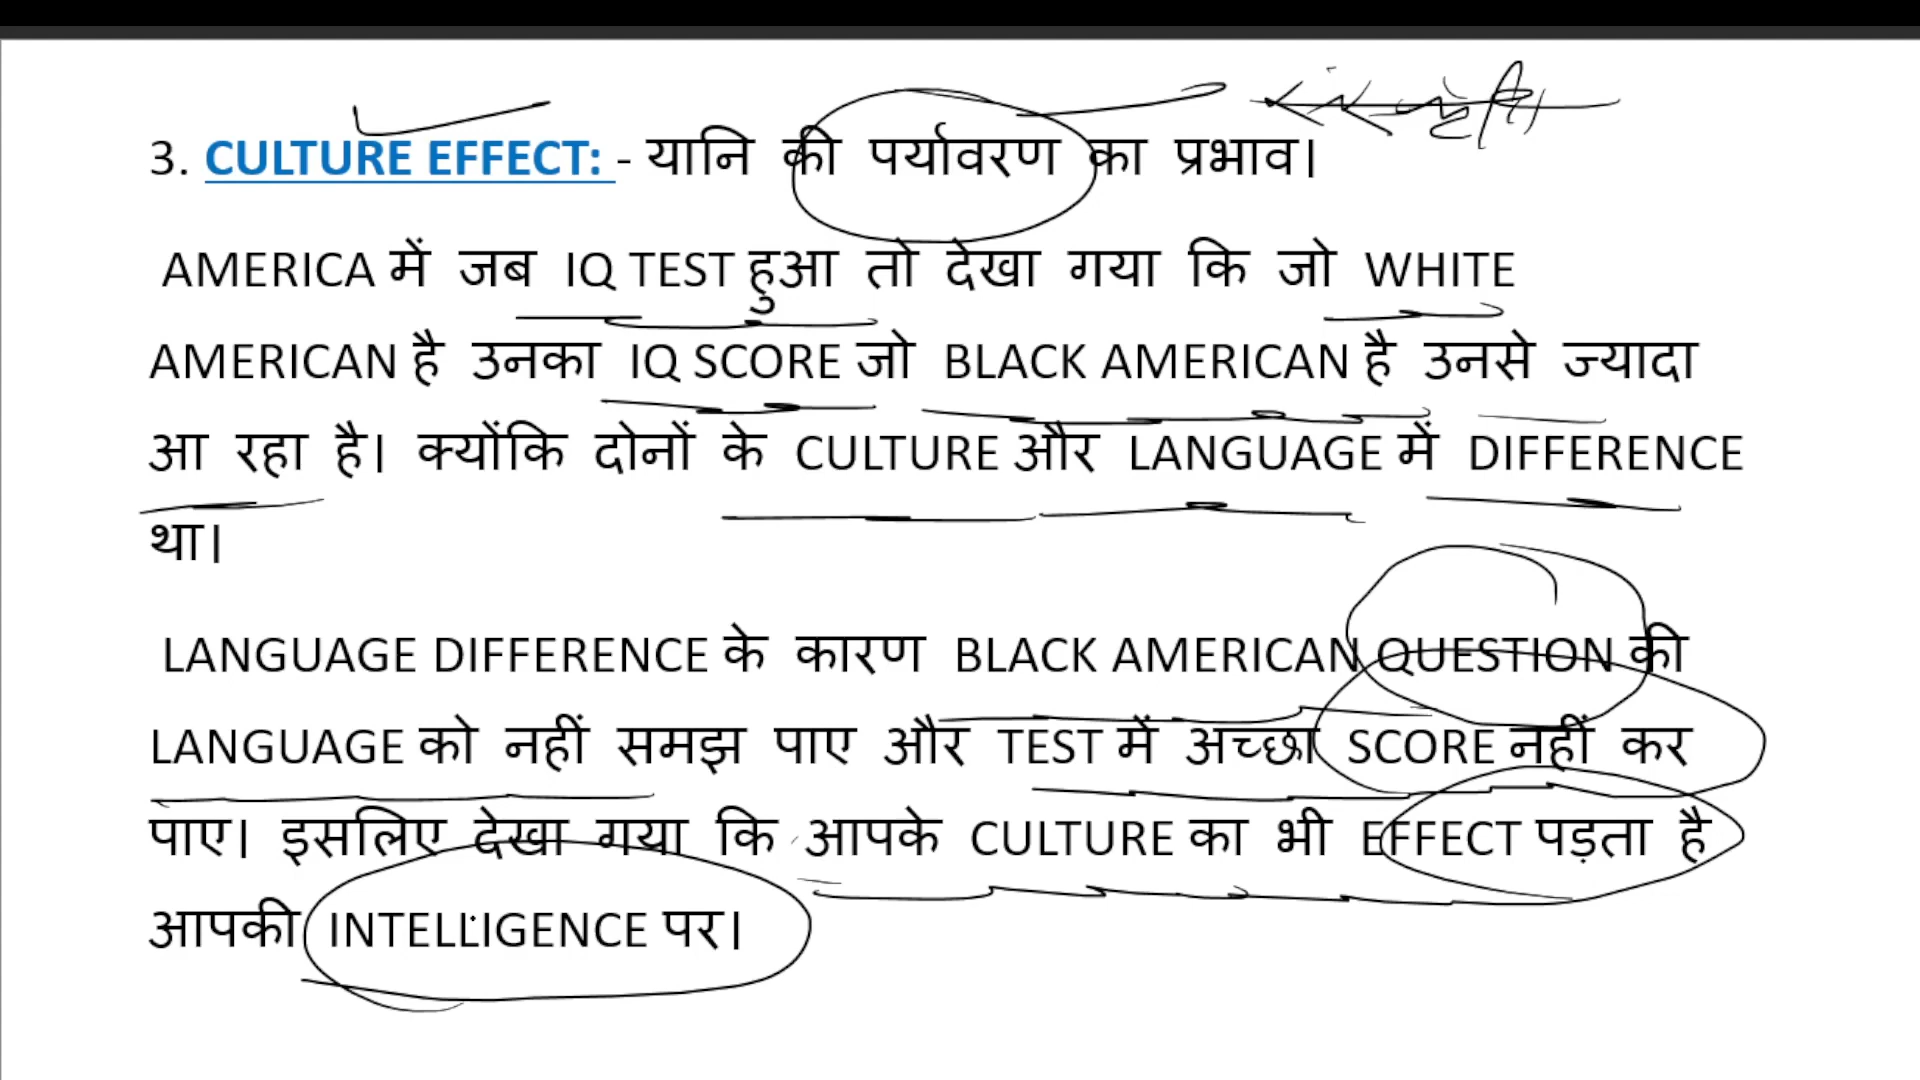 3. CULTURE EFFECT: - यानि की पर्यावरण का प्रभाव।
AMERICA में जब IQ TEST हुआ तो देखा गया कि जो WHITE
AMERICAN है उनका IQ SCORE जो BLACK AMERICAN है उनसे ज्यादा
आ रहा है। क्योंकि दोनों के CULTURE और LANGUAGE में DIFFERENCE
था।
LANGUAGE DIFFERENCE के कारण BLACK AMERICAN QUESTION की
LANGUAGE को नहीं समझ पाए और TEST में अच्छा SCORE नहीं कर
पाए। इसलिए देखा गया कि आपके CULTURE का भी EFFECT पड़ता है
आपकी INTELLIGENCE पर।